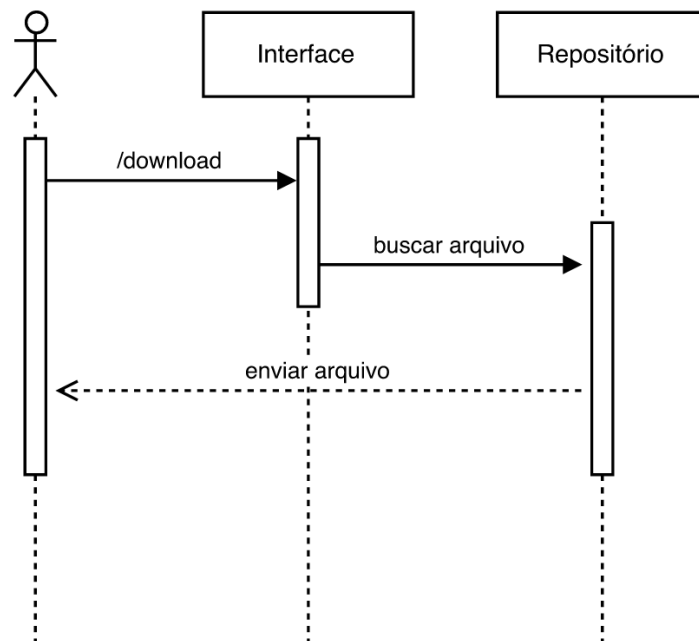 Interface
Repositório
/download
buscar arquivo
enviar arquivo